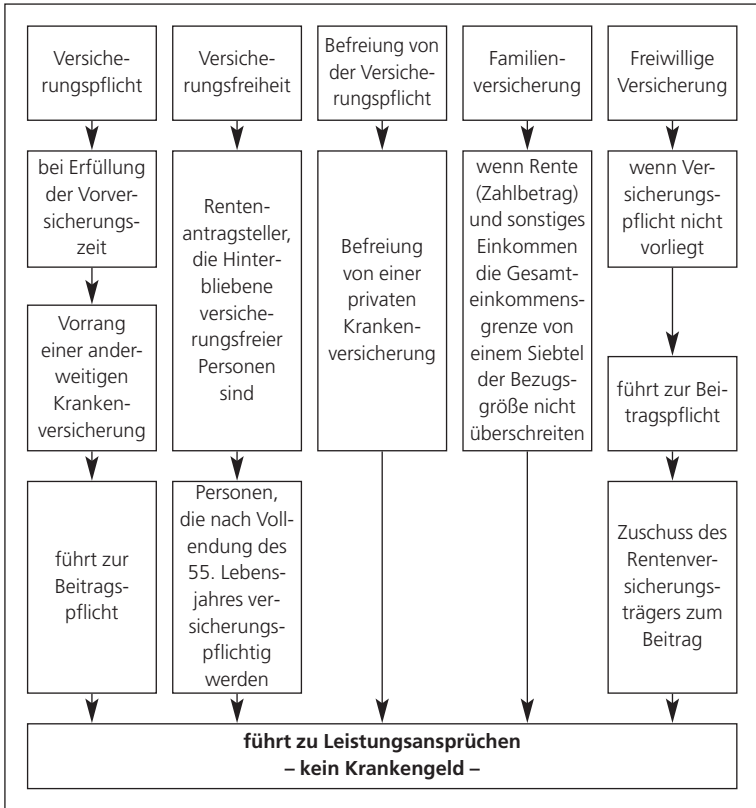 Versiche-
rungspflicht
bei Erfüllung
der Vorver-
sicherungs-
zeit
Vorrang
einer ander-
weitigen
Kranken-
versicherung
führt zur
Beitrags-
pflicht
Versiche-
rungsfreiheit
Renten-
antragsteller,
die Hinter-
bliebene
versiche-
rungsfreier
Personen
sind
Personen,
die nach Voll-
endung des
55. Lebens-
jahres ver-
sicherungs-
pflichtig
werden
Befreiung von
der Versiche-
rungspflicht
Befreiung
von einer
privaten
Kranken-
versicherung
Familien-
versicherung
wenn Rente
(Zahlbetrag)
und sonstiges
Einkommen
die Gesamt-
einkommens-
grenze von
einem Siebtel
der Bezugs-
größe nicht
überschreiten
Freiwillige
Versicherung
wenn Ver-
sicherungs-
pflicht nicht
vorliegt
führt zur Bei-
tragspflicht
Zuschuss des
Rentenver-
sicherungs-
trägers zum
Beitrag
führt zu Leistungsansprüchen
– kein Krankengeld –